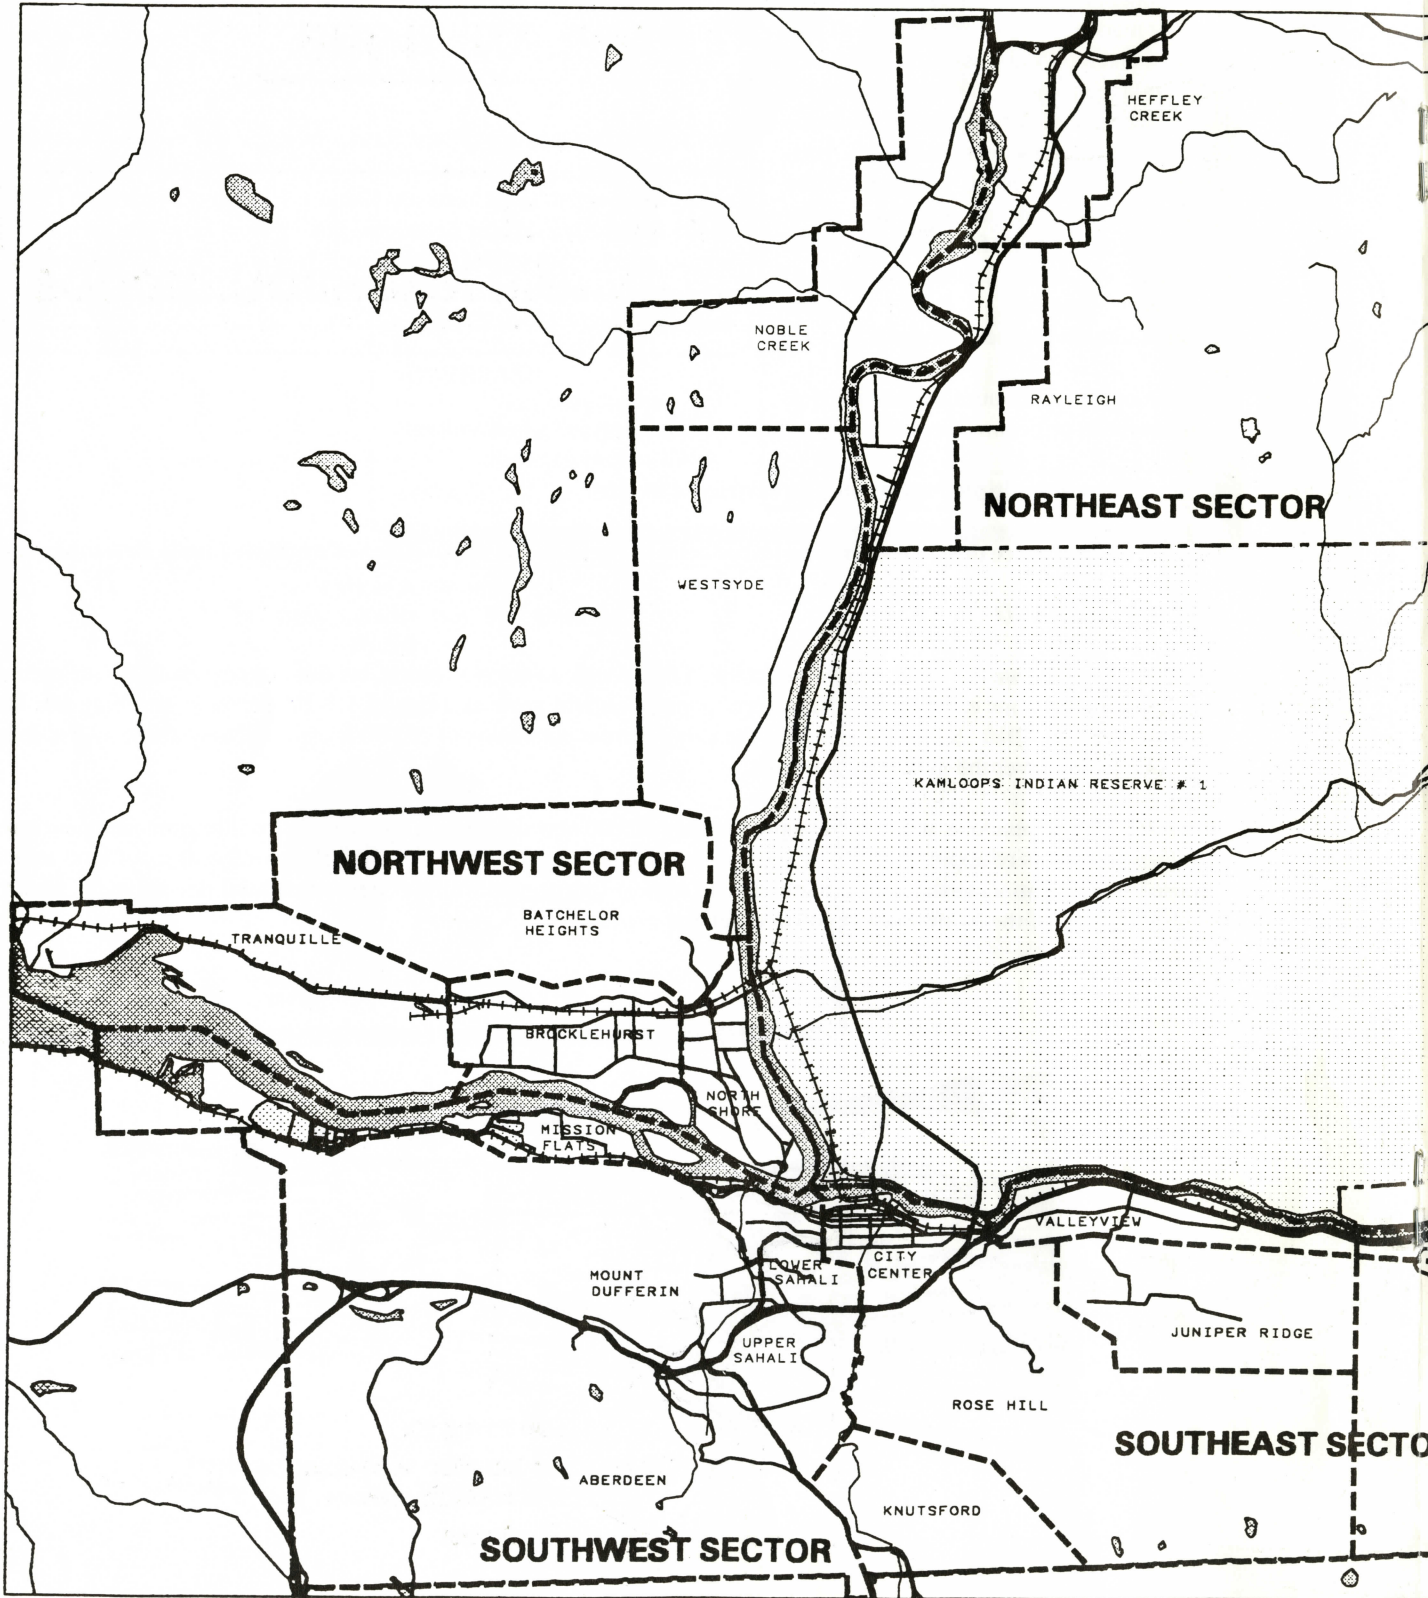 HEFFLEY
CREEK
NOBLE
CREEK
RAYLEIGH
NORTHEAST SECTOR
WESTSYDE
KAMLOOPS INDIAN RESERVE # 1
NORTHWEST SECTOR
BATCHELOR
HEIGHTS
TRANQUILLE
BROCKLEHURST
NORTH
SHORE
MISSION
FLATS
VALLEYVIEW
CITY
CENTER
LOWER
SAHALI
MOUNT
DUFFERIN
JUNIPER RIDGE
UPPER
SAHALI
ROSE HILL
SOUTHEAST SECTO
ABERDEEN
KNUTSFORD
SOUTHWEST SECTOR